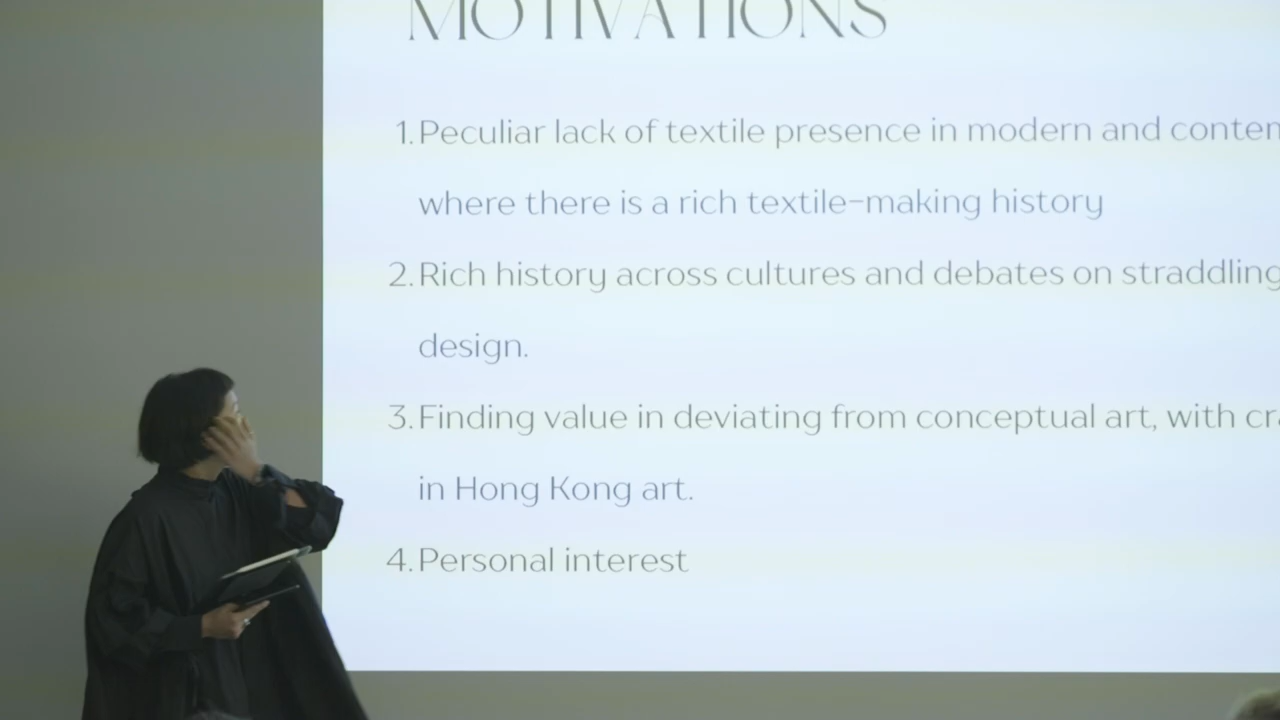 MOTIVATIONS
1. Peculiar lack of textile presence in modern and
where there is a rich textile-making history
2. Rich history across cultures and debates on straddling
design.
3. Finding value in deviating from conceptual art, with
in Hong Kong art.
4. Personal interest